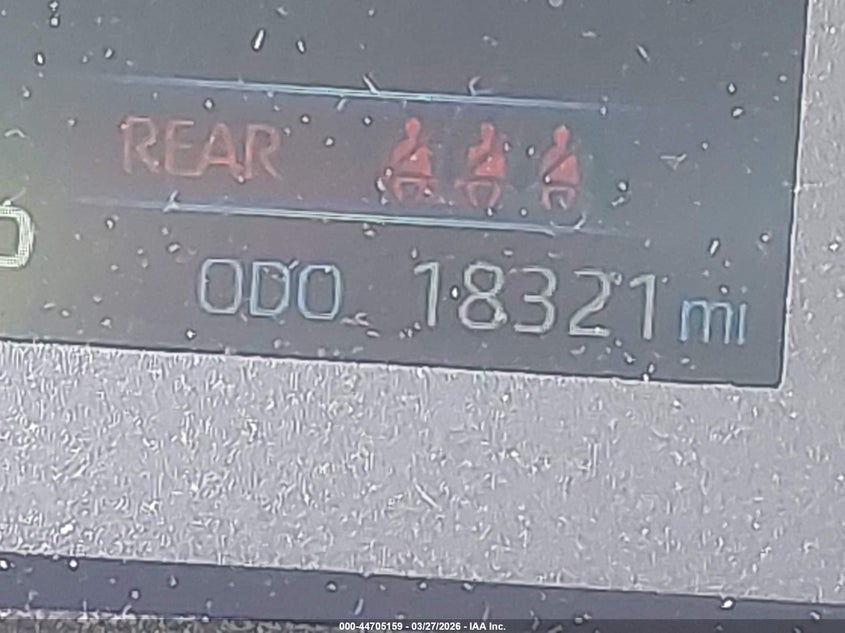 REAR
ODO 18321 mi
000-44705159 - 03/27/2026 - IAA Inc.